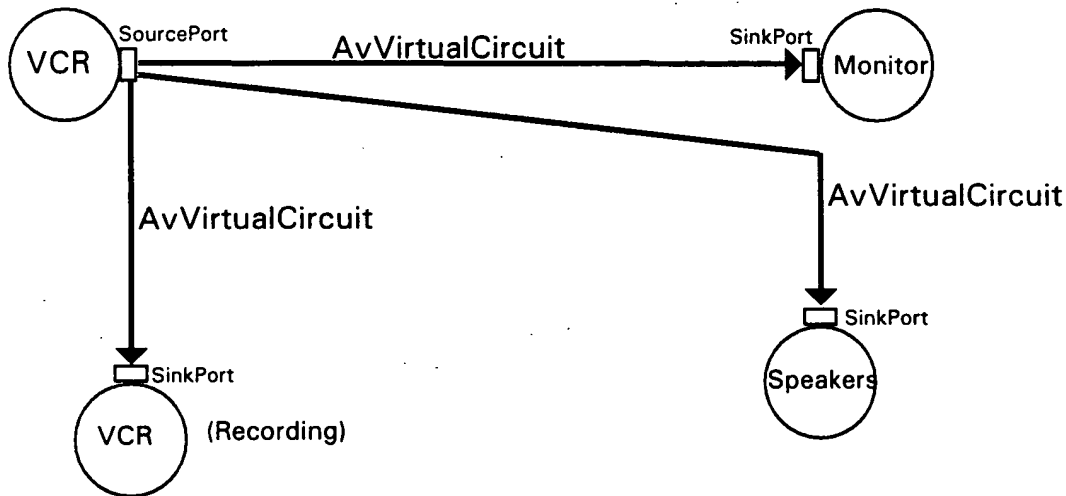 SourcePort
VCR
AvVirtualCircuit
SinkPort
Monitor
AvVirtualCircuit
AvVirtualCircuit
SinkPort
Speakers
SinkPort
VCR
(Recording)